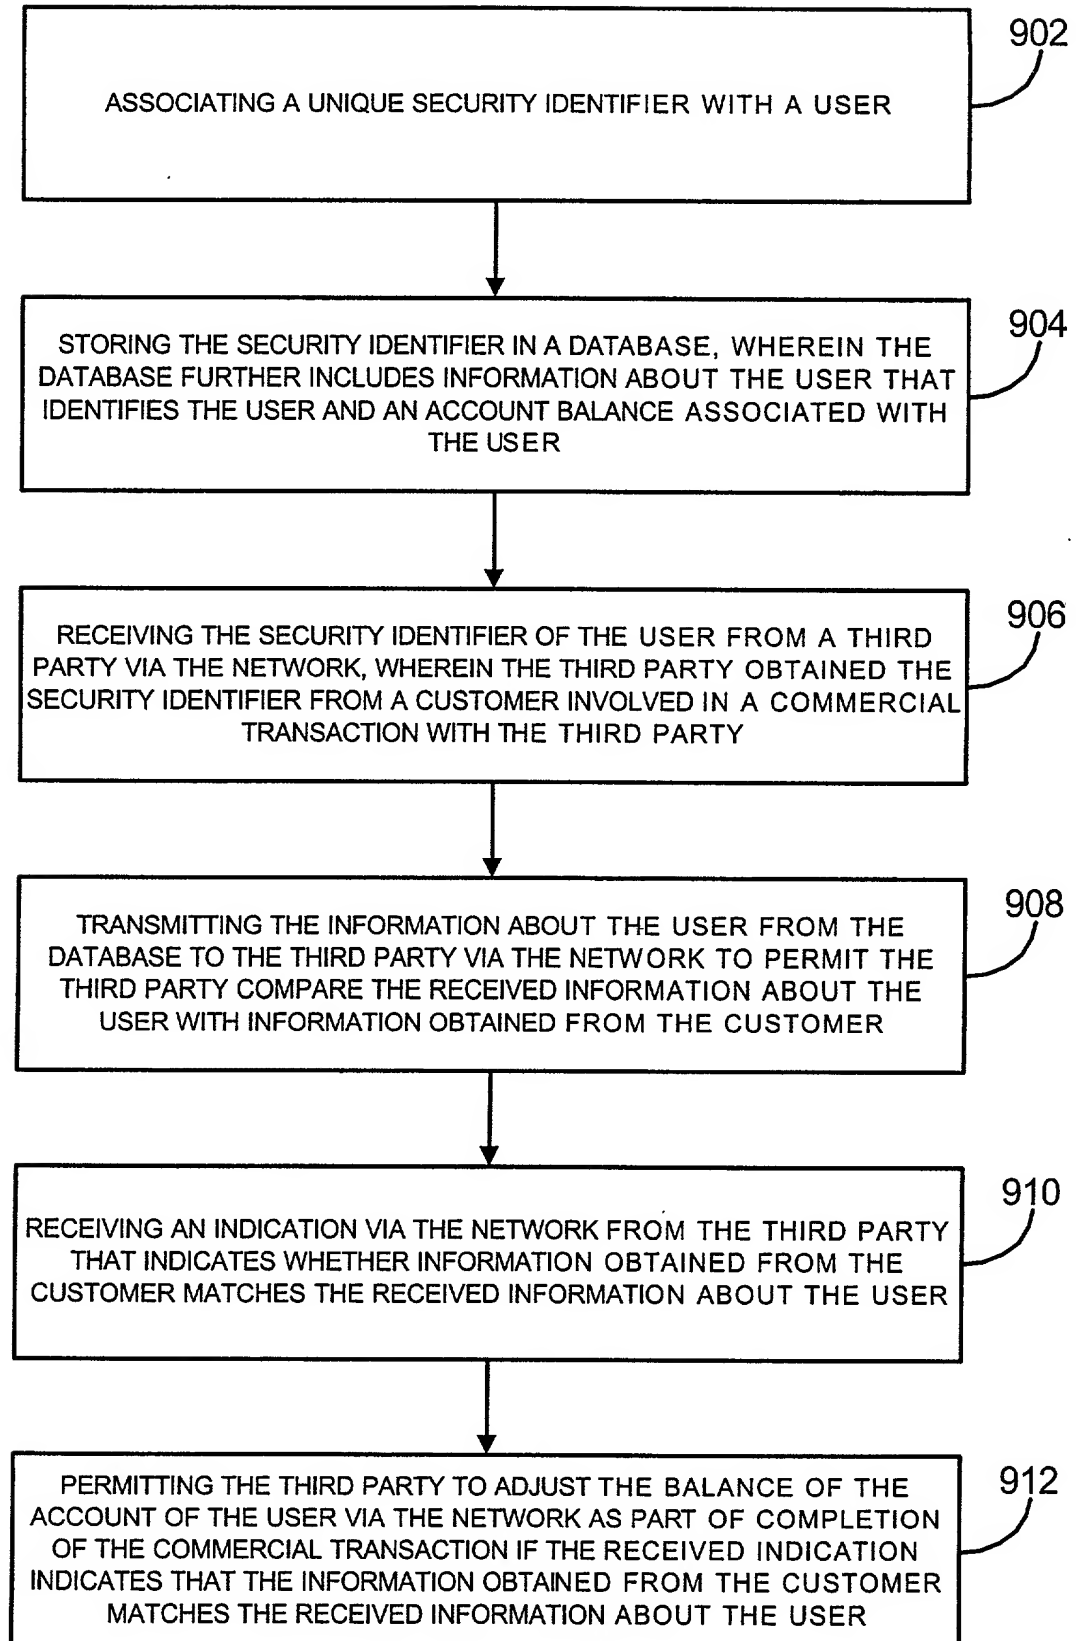 902
ASSOCIATING A UNIQUE SECURITY IDENTIFIER WITH A USER
904
STORING THE SECURITY IDENTIFIER IN A DATABASE, WHEREIN THE
DATABASE FURTHER INCLUDES INFORMATION ABOUT THE USER THAT
IDENTIFIES THE USER AND AN ACCOUNT BALANCE ASSOCIATED WITH
THE USER
906
RECEIVING THE SECURITY IDENTIFIER OF THE USER FROM A THIRD
PARTY VIA THE NETWORK, WHEREIN THE THIRD PARTY OBTAINED THE
SECURITY IDENTIFIER FROM A CUSTOMER INVOLVED IN A COMMERCIAL
TRANSACTION WITH THE THIRD PARTY
908
TRANSMITTING THE INFORMATION ABOUT THE USER FROM THE
DATABASE TO THE THIRD PARTY VIA THE NETWORK TO PERMIT THE
THIRD PARTY COMPARE THE RECEIVED INFORMATION ABOUT THE
USER WITH INFORMATION OBTAINED FROM THE CUSTOMER
910
RECEIVING AN INDICATION VIA THE NETWORK FROM THE THIRD PARTY
THAT INDICATES WHETHER INFORMATION OBTAINED FROM THE
CUSTOMER MATCHES THE RECEIVED INFORMATION ABOUT THE USER
912
PERMITTING THE THIRD PARTY TO ADJUST THE BALANCE OF THE
ACCOUNT OF THE USER VIA THE NETWORK AS PART OF COMPLETION
OF THE COMMERCIAL TRANSACTION IF THE RECEIVED INDICATION
INDICATES THAT THE INFORMATION OBTAINED FROM THE CUSTOMER
MATCHES THE RECEIVED INFORMATION ABOUT THE USER